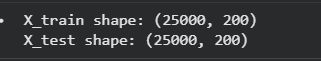 X_train shape: (25000, 200)
X_test shape: (25000, 200)